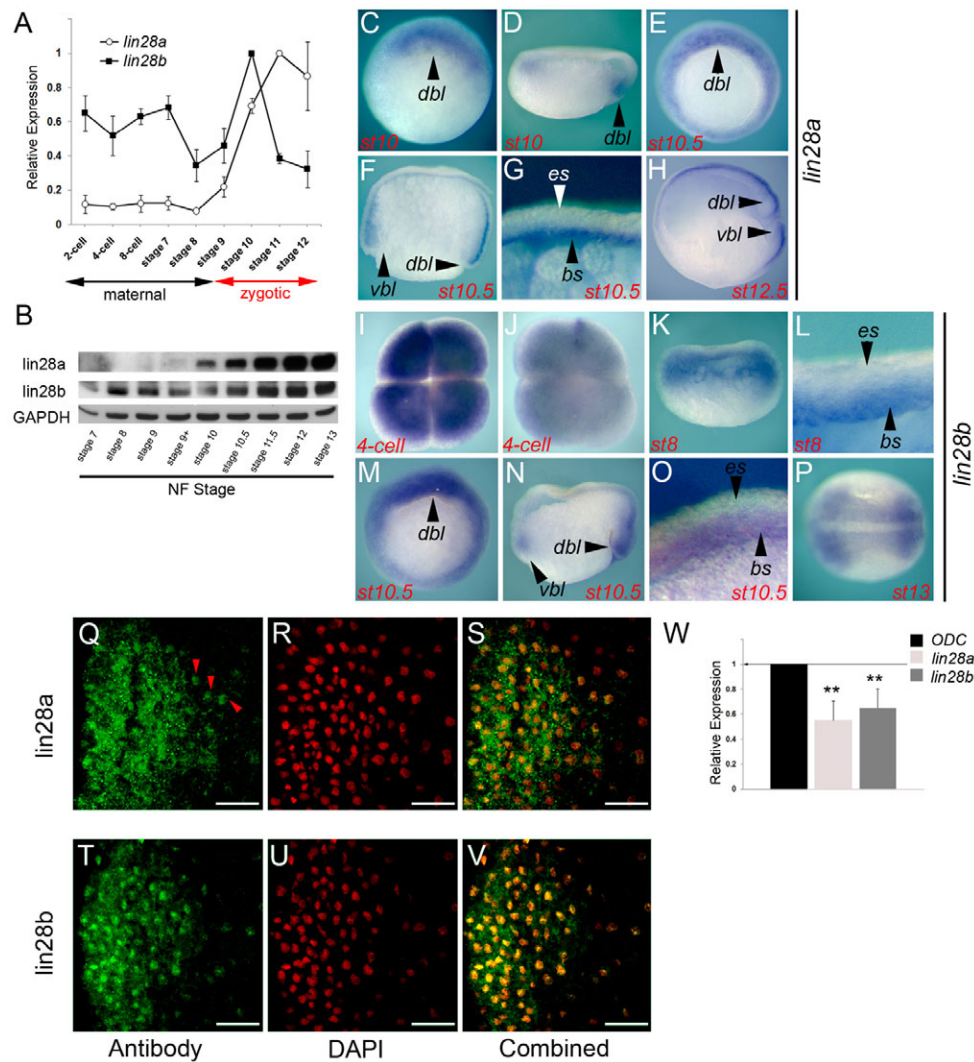 A
lin28a
lin28b
Relative Expression
1
0.8
0.6
0.4
0.2
0
2-cell
4-cell
8-cell
stage 7
stage 8
stage 9
stage 10
stage 11
stage 12
maternal
zygotic
B
lin28a
lin28b
GAPDH
stage 7
stage 8
stage 9
stage 9+
stage 10
stage 10.5
stage 11.5
stage 12
stage 13
NF Stage
C
dbl
st10
D
dbl
st10
E
dbl
st10.5
F
vbl
dbl
st10.5
G
es
bs
st10.5
H
dbl
vbl
st12.5
lin28a
I
4-cell
J
4-cell
K
st8
L
es
bs
st8
M
dbl
st10.5
N
vbl
dbl
st10.5
O
es
bs
st10.5
P
st13
lin28b
Q
R
S
lin28a
T
U
V
lin28b
Antibody
DAPI
Combined
W
ODC
lin28a
lin28b
Relative Expression
1
0.8
0.6
0.4
0.2
0
**
**